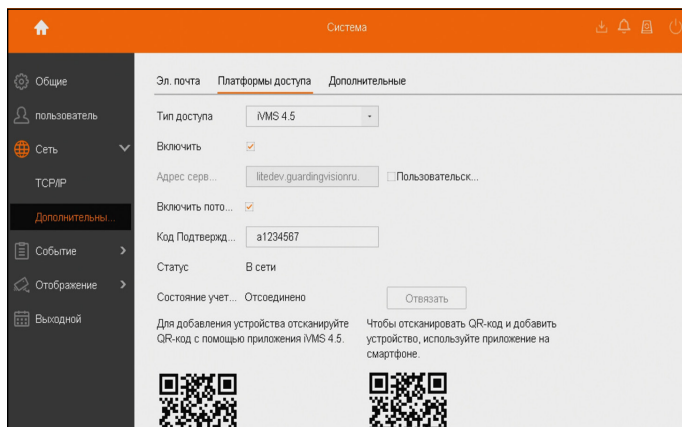 Система
Общие
пользователь
Сеть
TCP/IP
Дополнительны...
Событие
Отображение
Выходной
Эл. почта Платформы доступа Дополнительные
Тип доступа iVMS 4.5
Включить
Адрес серв... litedev.guardingvisionru. Пользовательск...
Включить пото...
Код Подтвержд... a1234567
Статус В сети
Состояние учет... Отсоединено Отвязать
Для добавления устройства отсканируйте
QR-код с помощью приложения iVMS 4.5.
Чтобы отсканировать QR-код и добавить
устройство, используйте приложение на
смартфоне.